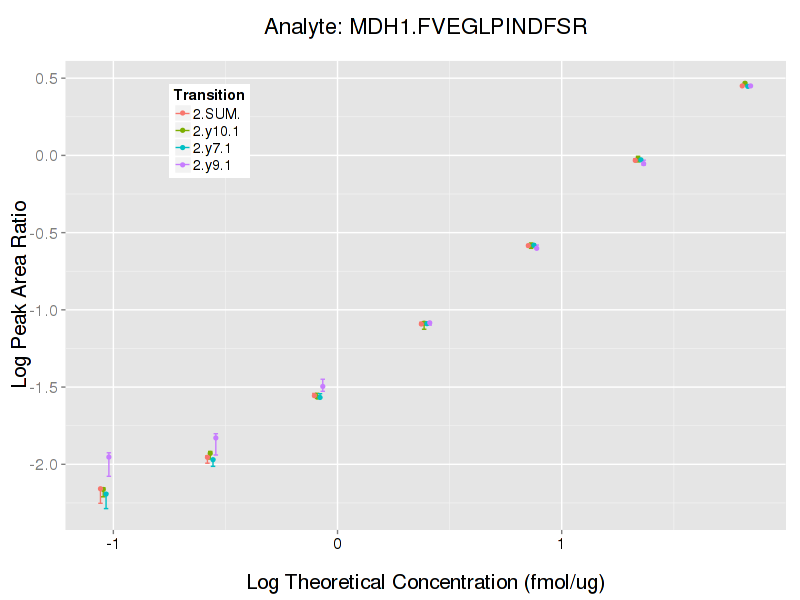 Analyte: MDH1.FVEGLPINDFSR
Transition
2.SUM.
2.y10.1
2.y7.1
2.y9.1
Log Peak Area Ratio
0.5
0.0
-0.5
-1.0
-1.5
-2.0
-1 0 1
Log Theoretical Concentration (fmol/ug)